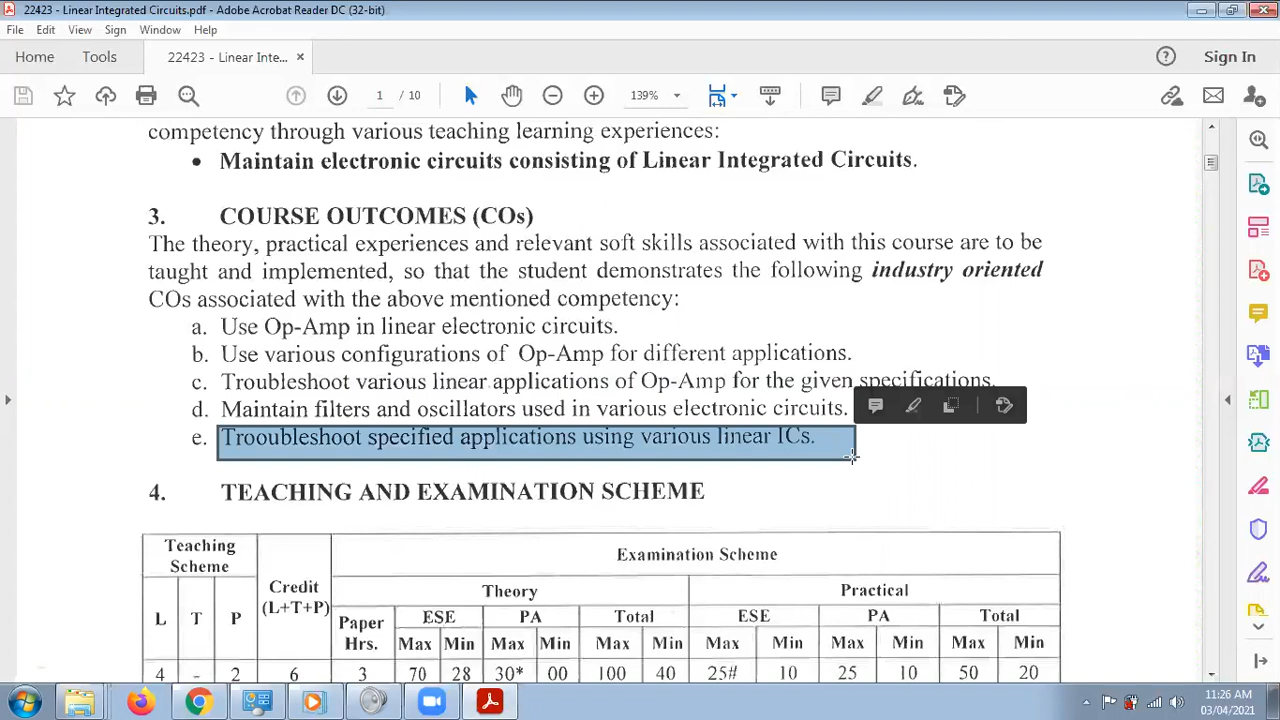 22423 - Linear Integrated Circuits.pdf - Adobe Acrobat Reader DC (32-bit)
File Edit View Sign Window Help
Home Tools 22423 - Linear Inte... × Sign In
1 / 10 139%
competency through various teaching learning experiences:
• Maintain electronic circuits consisting of Linear Integrated Circuits.
3. COURSE OUTCOMES (COs)
The theory, practical experiences and relevant soft skills associated with this course are to be
taught and implemented, so that the student demonstrates the following industry oriented
COs associated with the above mentioned competency:
a. Use Op-Amp in linear electronic circuits.
b. Use various configurations of Op-Amp for different applications.
c. Troubleshoot various linear applications of Op-Amp for the given specifications.
d. Maintain filters and oscillators used in various electronic circuits.
e. Trooubleshoot specified applications using various linear ICs.
4. TEACHING AND EXAMINATION SCHEME
Teaching Scheme Credit (L+T+P) Examination Scheme
Theory Practical
L T P Paper Hrs. ESE PA Total ESE PA Total
Max Min Max Min Max Min Max Min Max Min Max Min
4 - 2 6 3 70 28 30* 00 100 40 25# 10 25 10 50 20
11:26 AM
03/04/2021